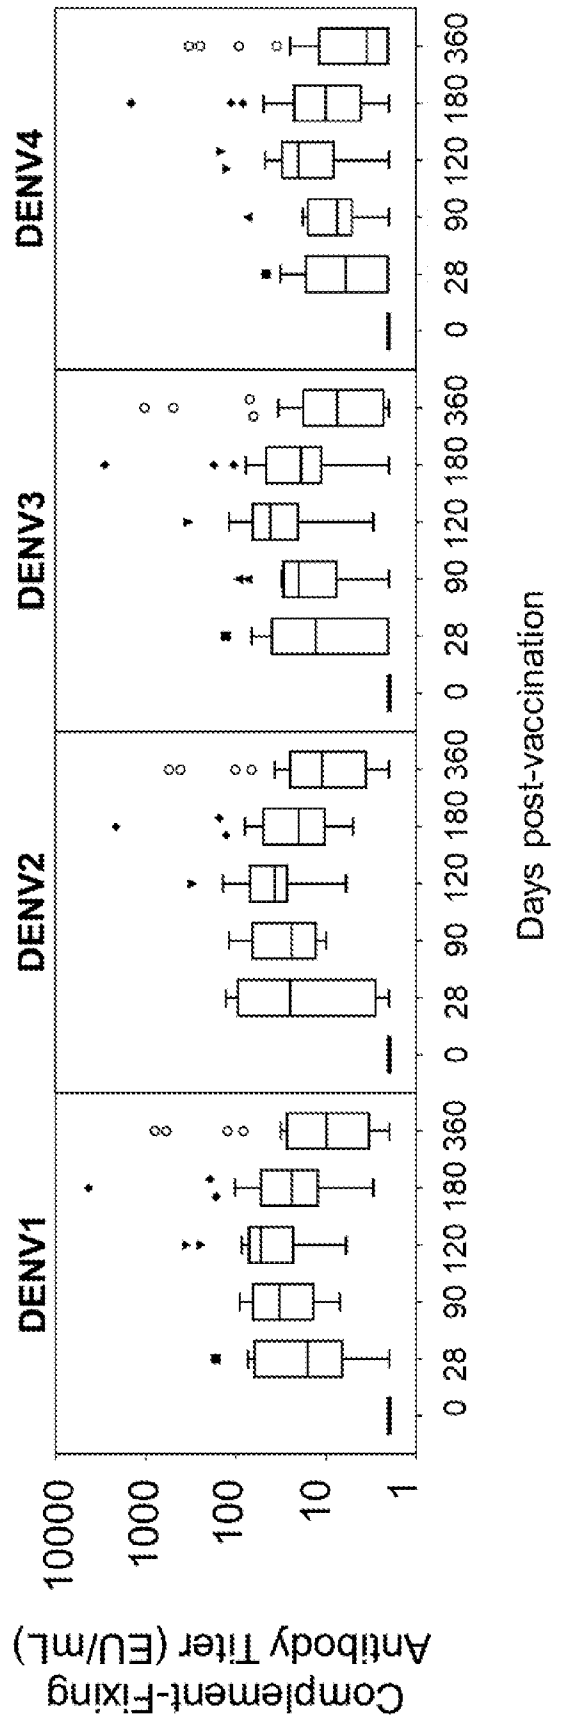 DENV1 DENV2 DENV3 DENV4
Complement-Fixing
Antibody Titer (EU/mL)
10000
1000
100
10
1
0 28 90 120 180 360 0 28 90 120 180 360 0 28 90 120 180 360 0 28 90 120 180 360
Days post-vaccination